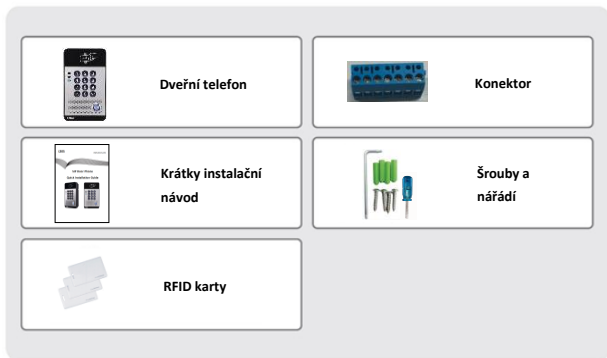 Dveřní telefon
Konektor
Krátky instalační
návod
Šrouby a
nářádí
RFID karty